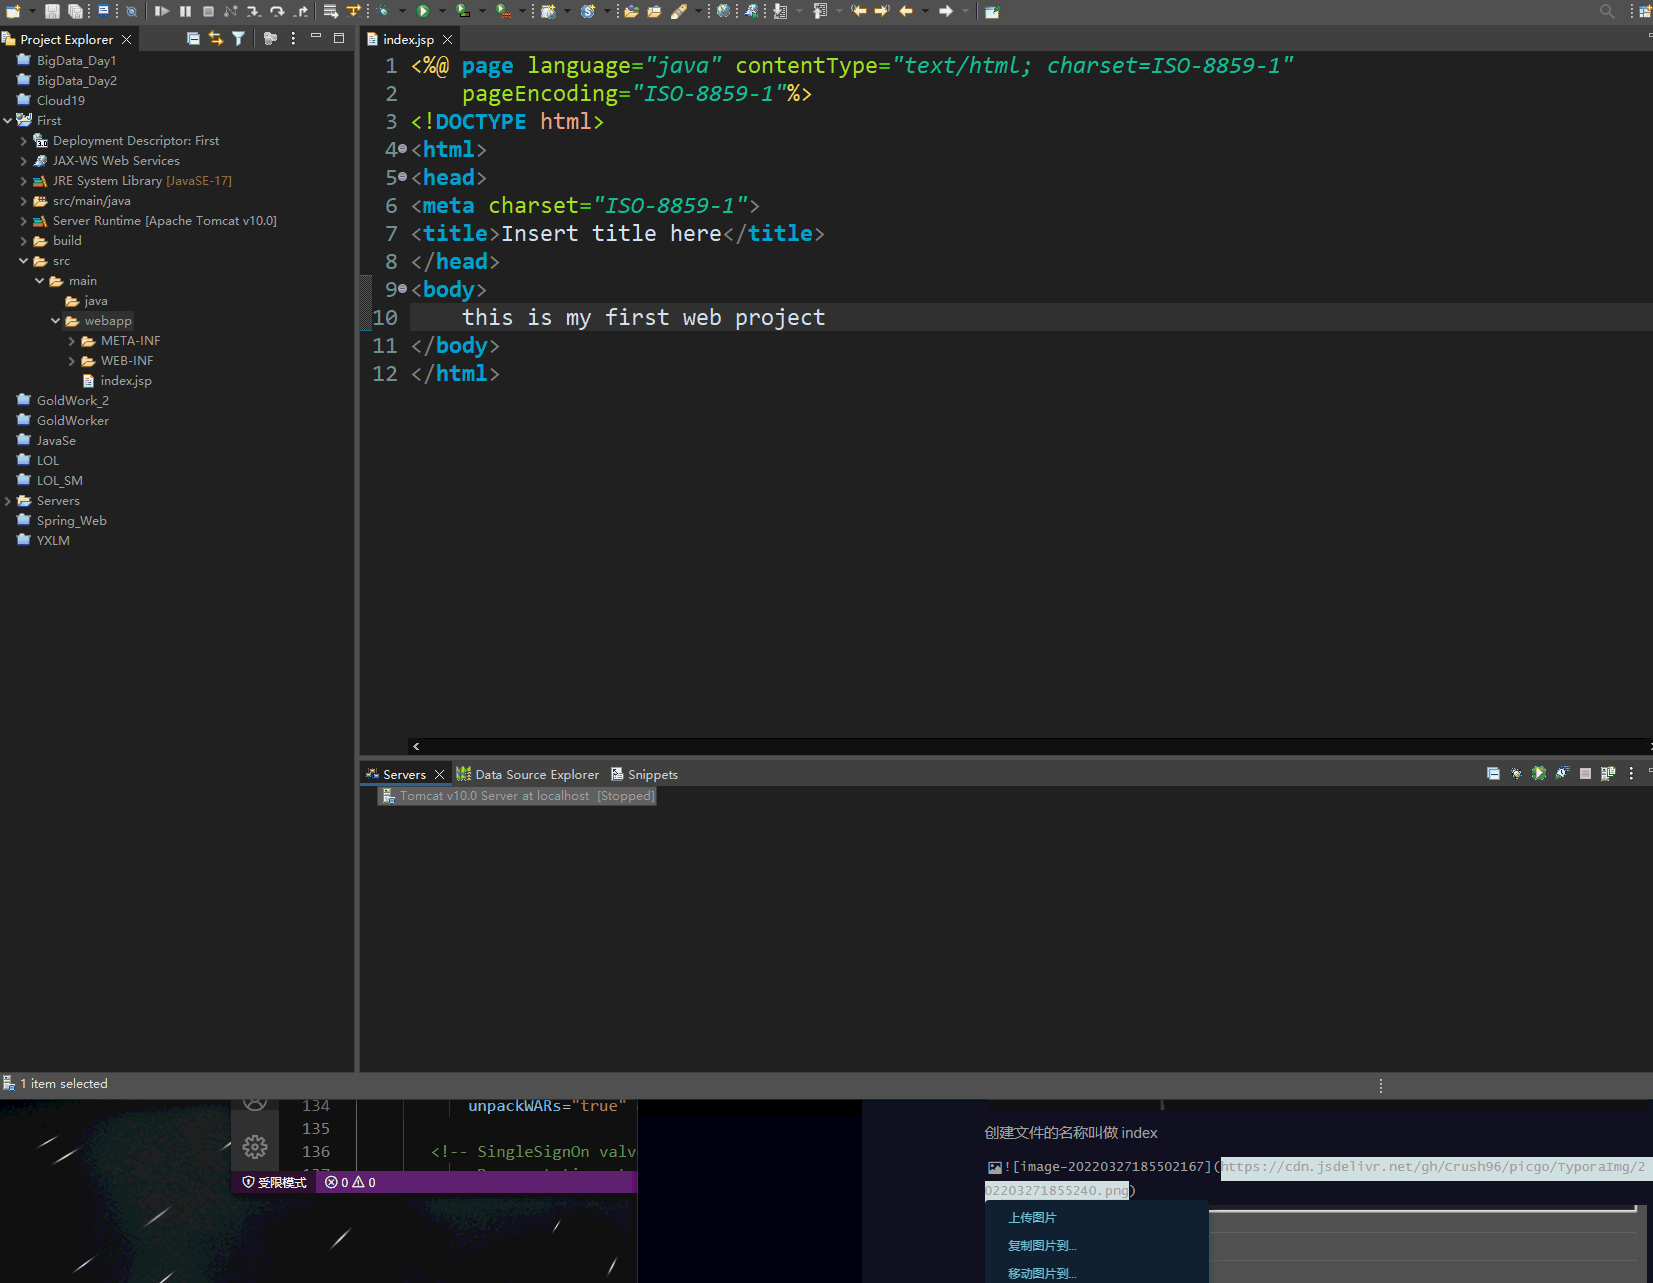 Project Explorer
BigData_Day1
BigData_Day2
Cloud19
First
Deployment Descriptor: First
JAX-WS Web Services
JRE System Library [JavaSE-17]
src/main/java
Server Runtime [Apache Tomcat v10.0]
build
src
main
java
webapp
META-INF
WEB-INF
index.jsp
GoldWork_2
GoldWorker
JavaSe
LOL
LOL_SM
Servers
Spring_Web
YXLM
index.jsp
1 <%@ page language="java" contentType="text/html; charset=ISO-8859-1"
2 pageEncoding="ISO-8859-1"%>
3 <!DOCTYPE html>
4 <html>
5 <head>
6 <meta charset="ISO-8859-1">
7 <title>Insert title here</title>
8 </head>
9 <body>
10 this is my first web project
11 </body>
12 </html>
Servers Data Source Explorer Snippets
Tomcat v10.0 Server at localhost [Stopped]
1 item selected
134 unpackWARs="true"
135
136 <!-- SingleSignOn valv
受限模式 0 0
创建文件的名称叫做 index
![image-20220327185502167](https://cdn.jsdelivr.net/gh/Crush96/picgo/TyporaImg/2
02203271855240.png)
上传图片
复制图片到...
移动图片到...